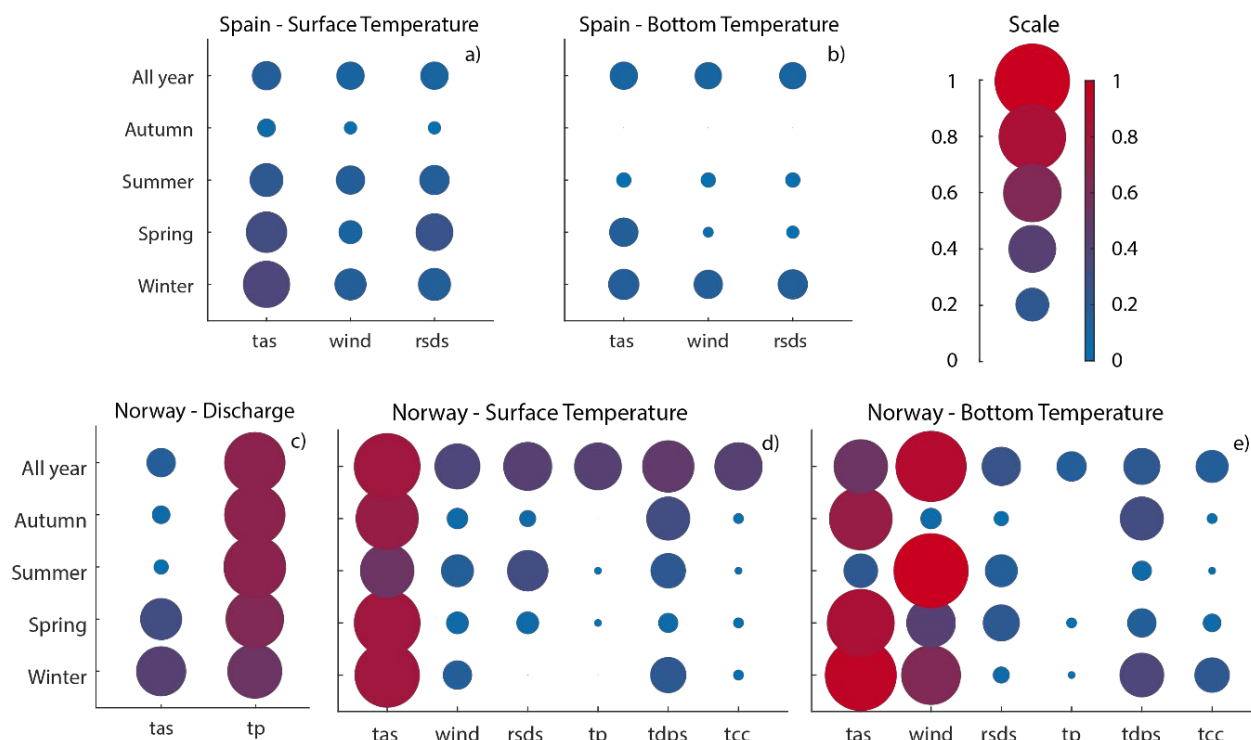 Spain - Surface Temperature
a)
All year
Autumn
Summer
Spring
Winter
tas wind rsds
Spain - Bottom Temperature
b)
tas wind rsds
Scale
1 1
0.8 0.8
0.6 0.6
0.4 0.4
0.2 0.2
0 0
Norway - Discharge
c)
All year
Autumn
Summer
Spring
Winter
tas tp
Norway - Surface Temperature
d)
tas wind rsds tp tdps tcc
Norway - Bottom Temperature
e)
tas wind rsds tp tdps tcc